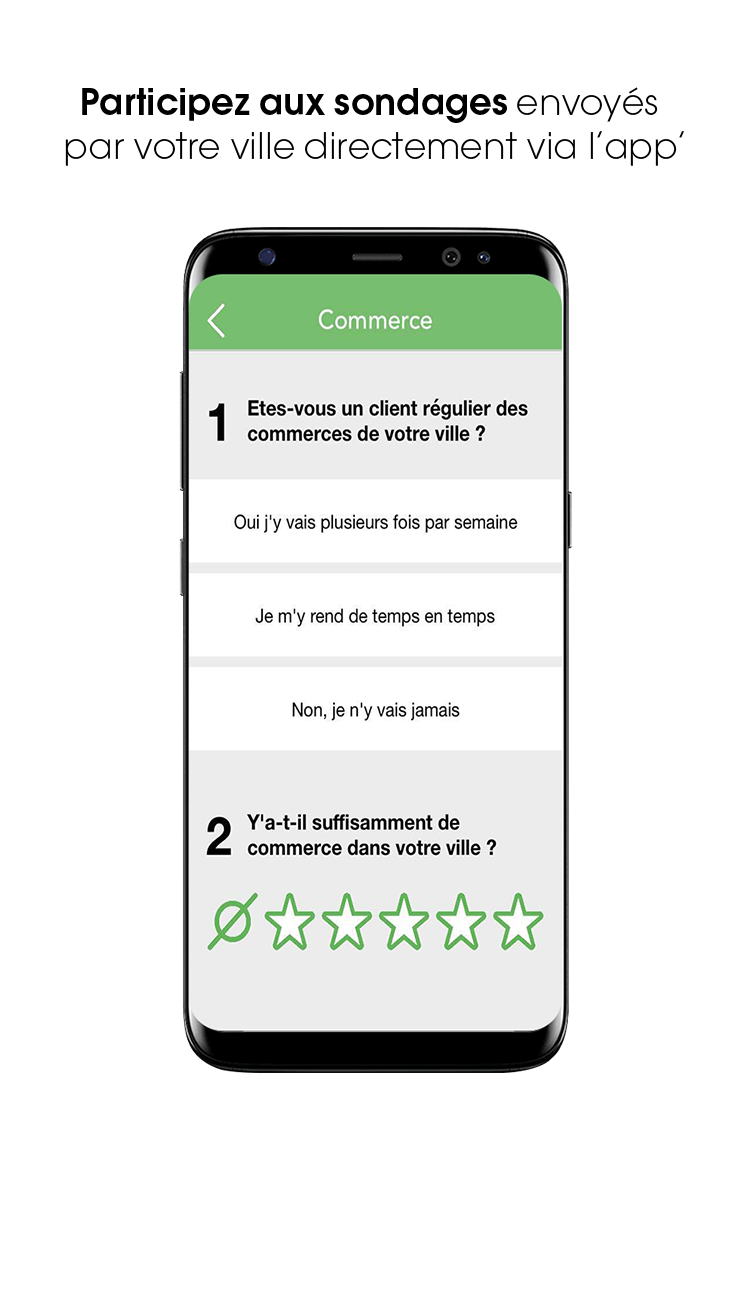 Participez aux sondages envoyés
par votre ville directement via l'app'
Commerce
1
Etes-vous un client régulier des
commerces de votre ville ?
Oui j'y vais plusieurs fois par semaine
Je m'y rend de temps en temps
Non, je n'y vais jamais
2
Y'a-t-il suffisamment de
commerce dans votre ville ?